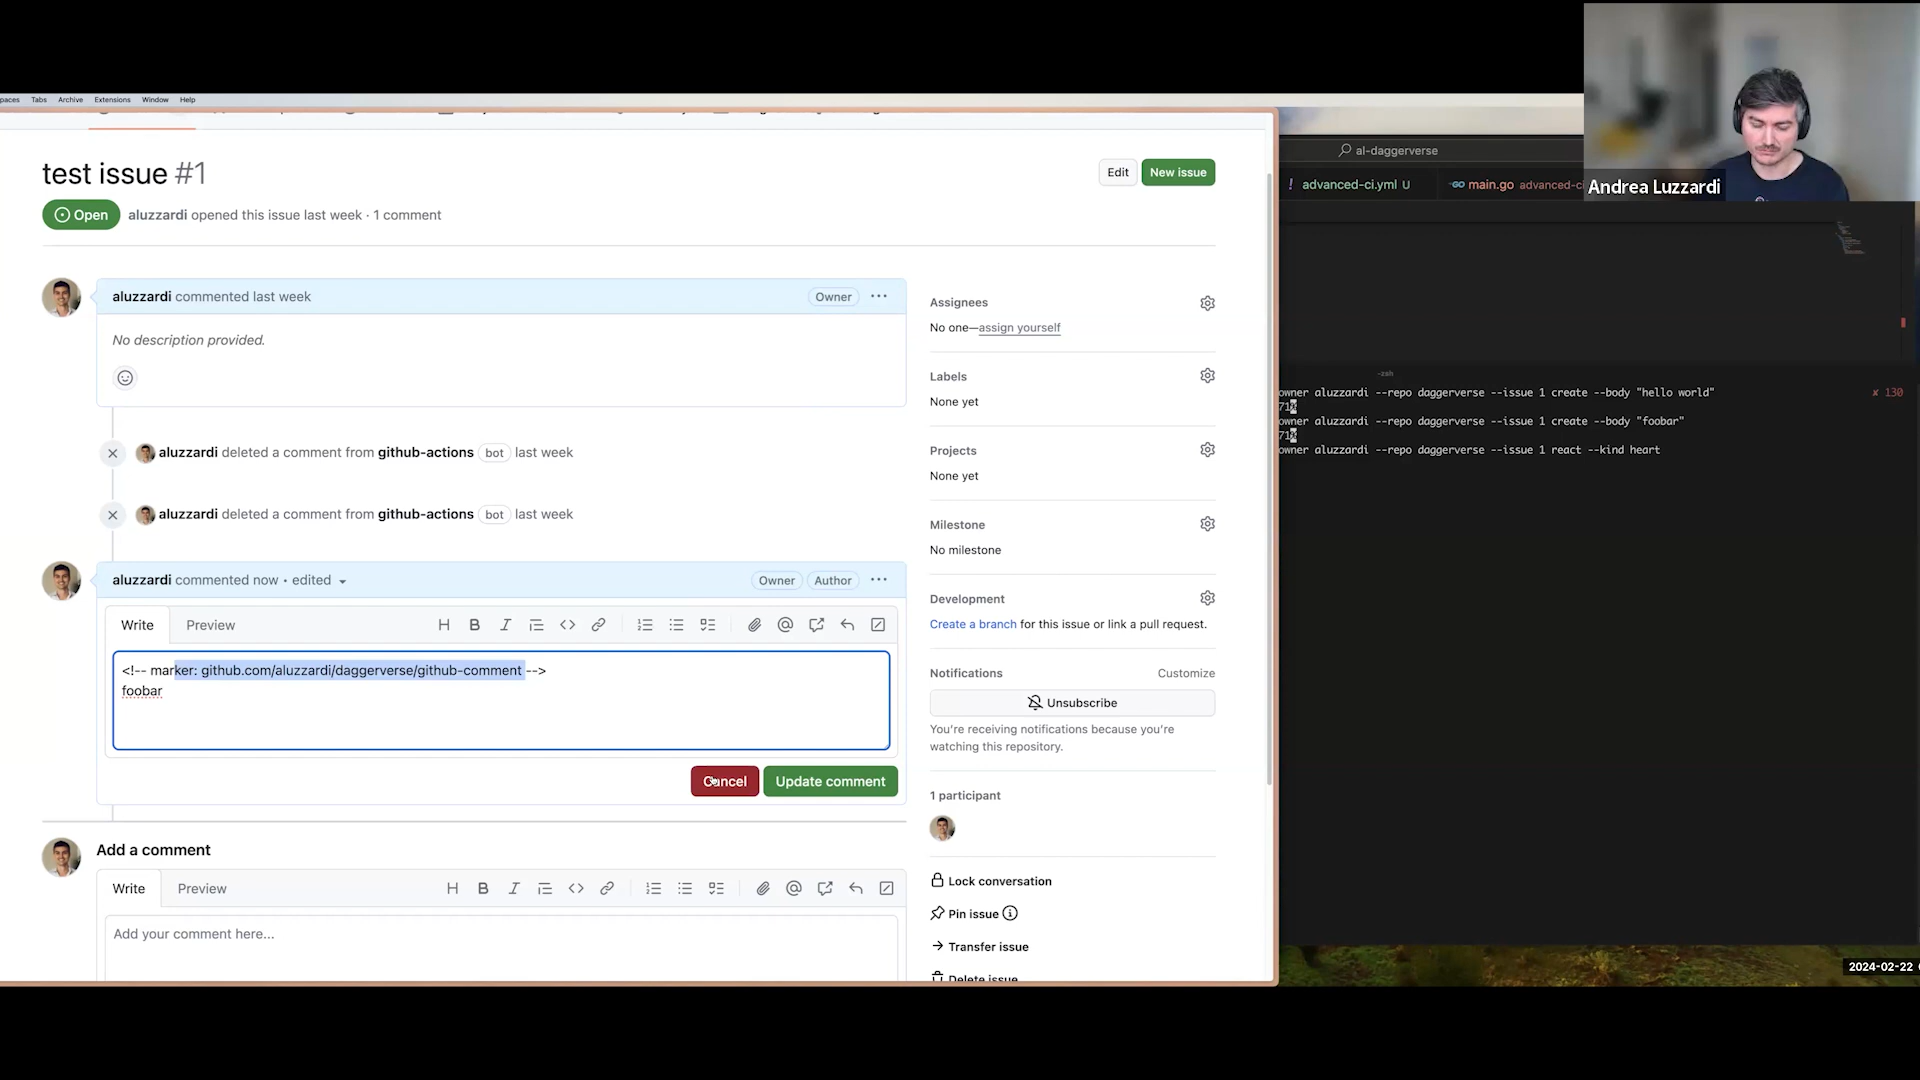 Tabs Archive Extensions Window Help
test issue #1
Edit
New issue
Open
aluzzardi opened this issue last week · 1 comment
aluzzardi commented last week
Owner
No description provided.
aluzzardi deleted a comment from github-actions bot last week
aluzzardi deleted a comment from github-actions bot last week
aluzzardi commented now • edited
Owner
Author
Write
Preview
<!-- marker: github.com/aluzzardi/daggerverse/github-comment -->
foobar
Cancel
Update comment
Add a comment
Write
Preview
Add your comment here...
Assignees
No one—assign yourself
Labels
None yet
Projects
None yet
Milestone
No milestone
Development
Create a branch for this issue or link a pull request.
Notifications
Customize
Unsubscribe
You're receiving notifications because you're
watching this repository.
1 participant
Lock conversation
Pin issue
Transfer issue
Delete issue
al-daggerverse
! advanced-ci.yml U
main.go advanced-ci
-zsh
owner aluzzardi --repo daggerverse --issue 1 create --body "hello world"
✘ 130
71%
owner aluzzardi --repo daggerverse --issue 1 create --body "foobar"
71%
owner aluzzardi --repo daggerverse --issue 1 react --kind heart
Andrea Luzzardi
2024-02-22